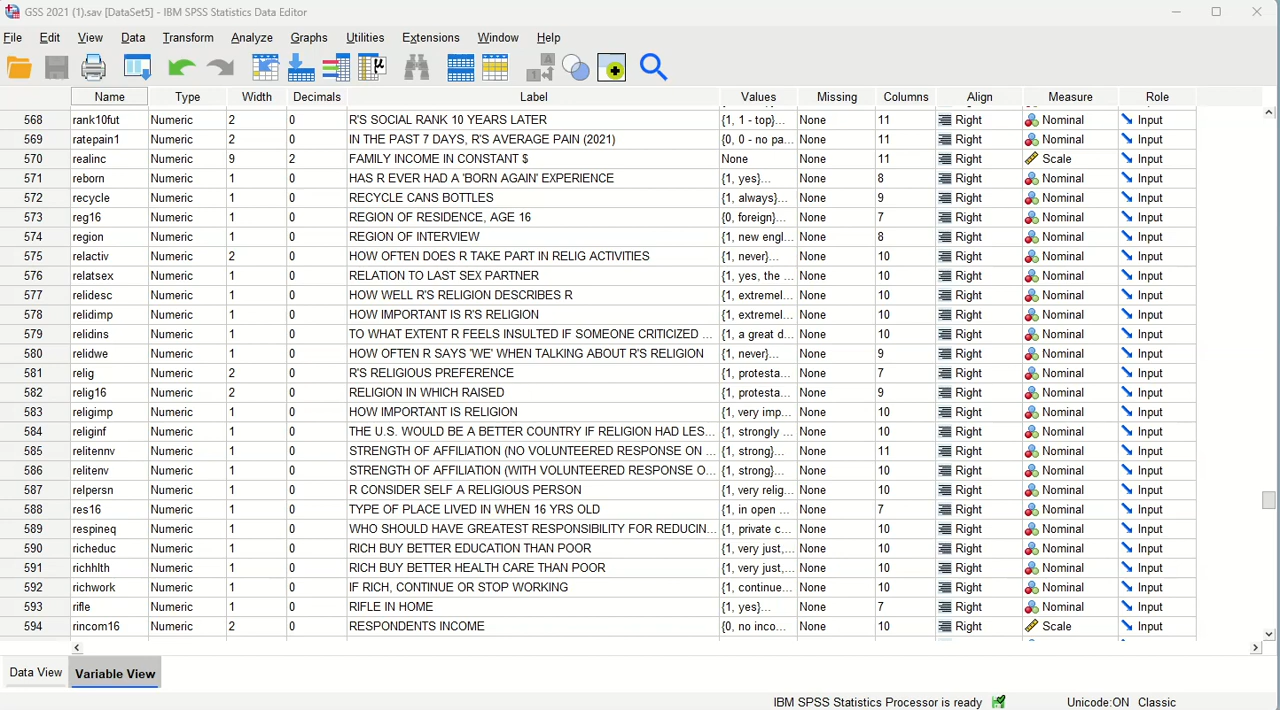 GSS 2021 (1).sav [DataSet5] - IBM SPSS Statistics Data Editor
File Edit View Data Transform Analyze Graphs Utilities Extensions Window Help
Name Type Width Decimals Label Values Missing Columns Align Measure Role
568 rank10fut Numeric 2 0 R'S SOCIAL RANK 10 YEARS LATER {1, 1 - top}... None 11 Right Nominal Input
569 ratepain1 Numeric 2 0 IN THE PAST 7 DAYS, R'S AVERAGE PAIN (2021) {0, 0 - no pa... None 11 Right Nominal Input
570 realinc Numeric 9 2 FAMILY INCOME IN CONSTANT $ None None 11 Right Scale Input
571 reborn Numeric 1 0 HAS R EVER HAD A 'BORN AGAIN' EXPERIENCE {1, yes}... None 8 Right Nominal Input
572 recycle Numeric 1 0 RECYCLE CANS BOTTLES {1, always}... None 9 Right Nominal Input
573 reg16 Numeric 1 0 REGION OF RESIDENCE, AGE 16 {0, foreign}... None 7 Right Nominal Input
574 region Numeric 1 0 REGION OF INTERVIEW {1, new engl... None 8 Right Nominal Input
575 relactiv Numeric 2 0 HOW OFTEN DOES R TAKE PART IN RELIG ACTIVITIES {1, never}... None 10 Right Nominal Input
576 relatsex Numeric 1 0 RELATION TO LAST SEX PARTNER {1, yes, the ... None 10 Right Nominal Input
577 relidesc Numeric 1 0 HOW WELL R'S RELIGION DESCRIBES R {1, extremel... None 10 Right Nominal Input
578 relidimp Numeric 1 0 HOW IMPORTANT IS R'S RELIGION {1, extremel... None 10 Right Nominal Input
579 relidins Numeric 1 0 TO WHAT EXTENT R FEELS INSULTED IF SOMEONE CRITICIZED ... {1, a great d... None 10 Right Nominal Input
580 relidwe Numeric 1 0 HOW OFTEN R SAYS 'WE' WHEN TALKING ABOUT R'S RELIGION {1, never}... None 9 Right Nominal Input
581 relig Numeric 2 0 R'S RELIGIOUS PREFERENCE {1, protesta... None 7 Right Nominal Input
582 relig16 Numeric 2 0 RELIGION IN WHICH RAISED {1, protesta... None 9 Right Nominal Input
583 religimp Numeric 1 0 HOW IMPORTANT IS RELIGION {1, very imp... None 10 Right Nominal Input
584 religinf Numeric 1 0 THE U.S. WOULD BE A BETTER COUNTRY IF RELIGION HAD LES... {1, strongly ... None 10 Right Nominal Input
585 relitennv Numeric 1 0 STRENGTH OF AFFILIATION (NO VOLUNTEERED RESPONSE ON ... {1, strong}... None 11 Right Nominal Input
586 relitenv Numeric 1 0 STRENGTH OF AFFILIATION (WITH VOLUNTEERED RESPONSE O... {1, strong}... None 10 Right Nominal Input
587 relpersn Numeric 1 0 R CONSIDER SELF A RELIGIOUS PERSON {1, very relig... None 10 Right Nominal Input
588 res16 Numeric 1 0 TYPE OF PLACE LIVED IN WHEN 16 YRS OLD {1, in open ... None 7 Right Nominal Input
589 respineq Numeric 1 0 WHO SHOULD HAVE GREATEST RESPONSIBILITY FOR REDUCIN... {1, private c... None 10 Right Nominal Input
590 richeduc Numeric 1 0 RICH BUY BETTER EDUCATION THAN POOR {1, very just,... None 10 Right Nominal Input
591 richhlth Numeric 1 0 RICH BUY BETTER HEALTH CARE THAN POOR {1, very just,... None 10 Right Nominal Input
592 richwork Numeric 1 0 IF RICH, CONTINUE OR STOP WORKING {1, continue... None 10 Right Nominal Input
593 rifle Numeric 1 0 RIFLE IN HOME {1, yes}... None 7 Right Nominal Input
594 rincom16 Numeric 2 0 RESPONDENTS INCOME {0, no inco... None 10 Right Scale Input
Data View Variable View
IBM SPSS Statistics Processor is ready Unicode:ON Classic